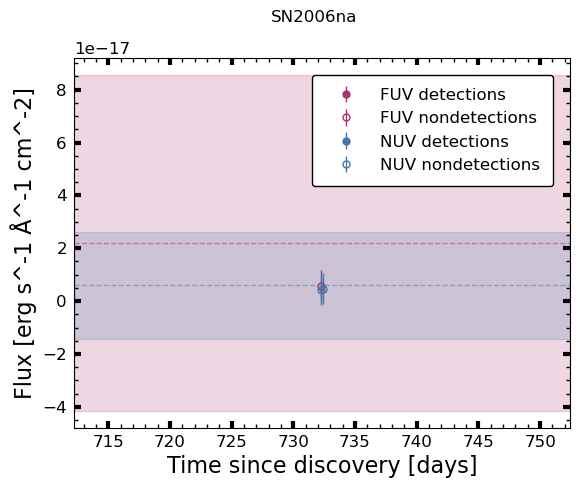 SN2006na
1e−17
Flux [erg s^-1 Å^-1 cm^-2]
8
6
4
2
0
−2
−4
FUV detections
FUV nondetections
NUV detections
NUV nondetections
715 720 725 730 735 740 745 750
Time since discovery [days]